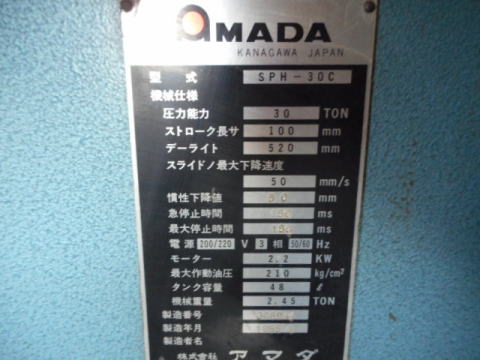 AMADA
KANAGAWA JAPAN
型式 SPH-30C
機械仕様
圧力能力 30 TON
ストローク長サ 100 mm
デーライト 520 mm
スライドノ最大下降速度
50 mm/s
慣性下降値 mm
急停止時間 ms
最大停止時間 ms
電源 200/220 V 3 相 50/60 Hz
モーター 2.2 KW
最大作動油圧 210 kg/cm²
タンク容量 48 ℓ
機械重量 2.45 TON
製造番号
製造年月
製造者名
株式会社 アマダ